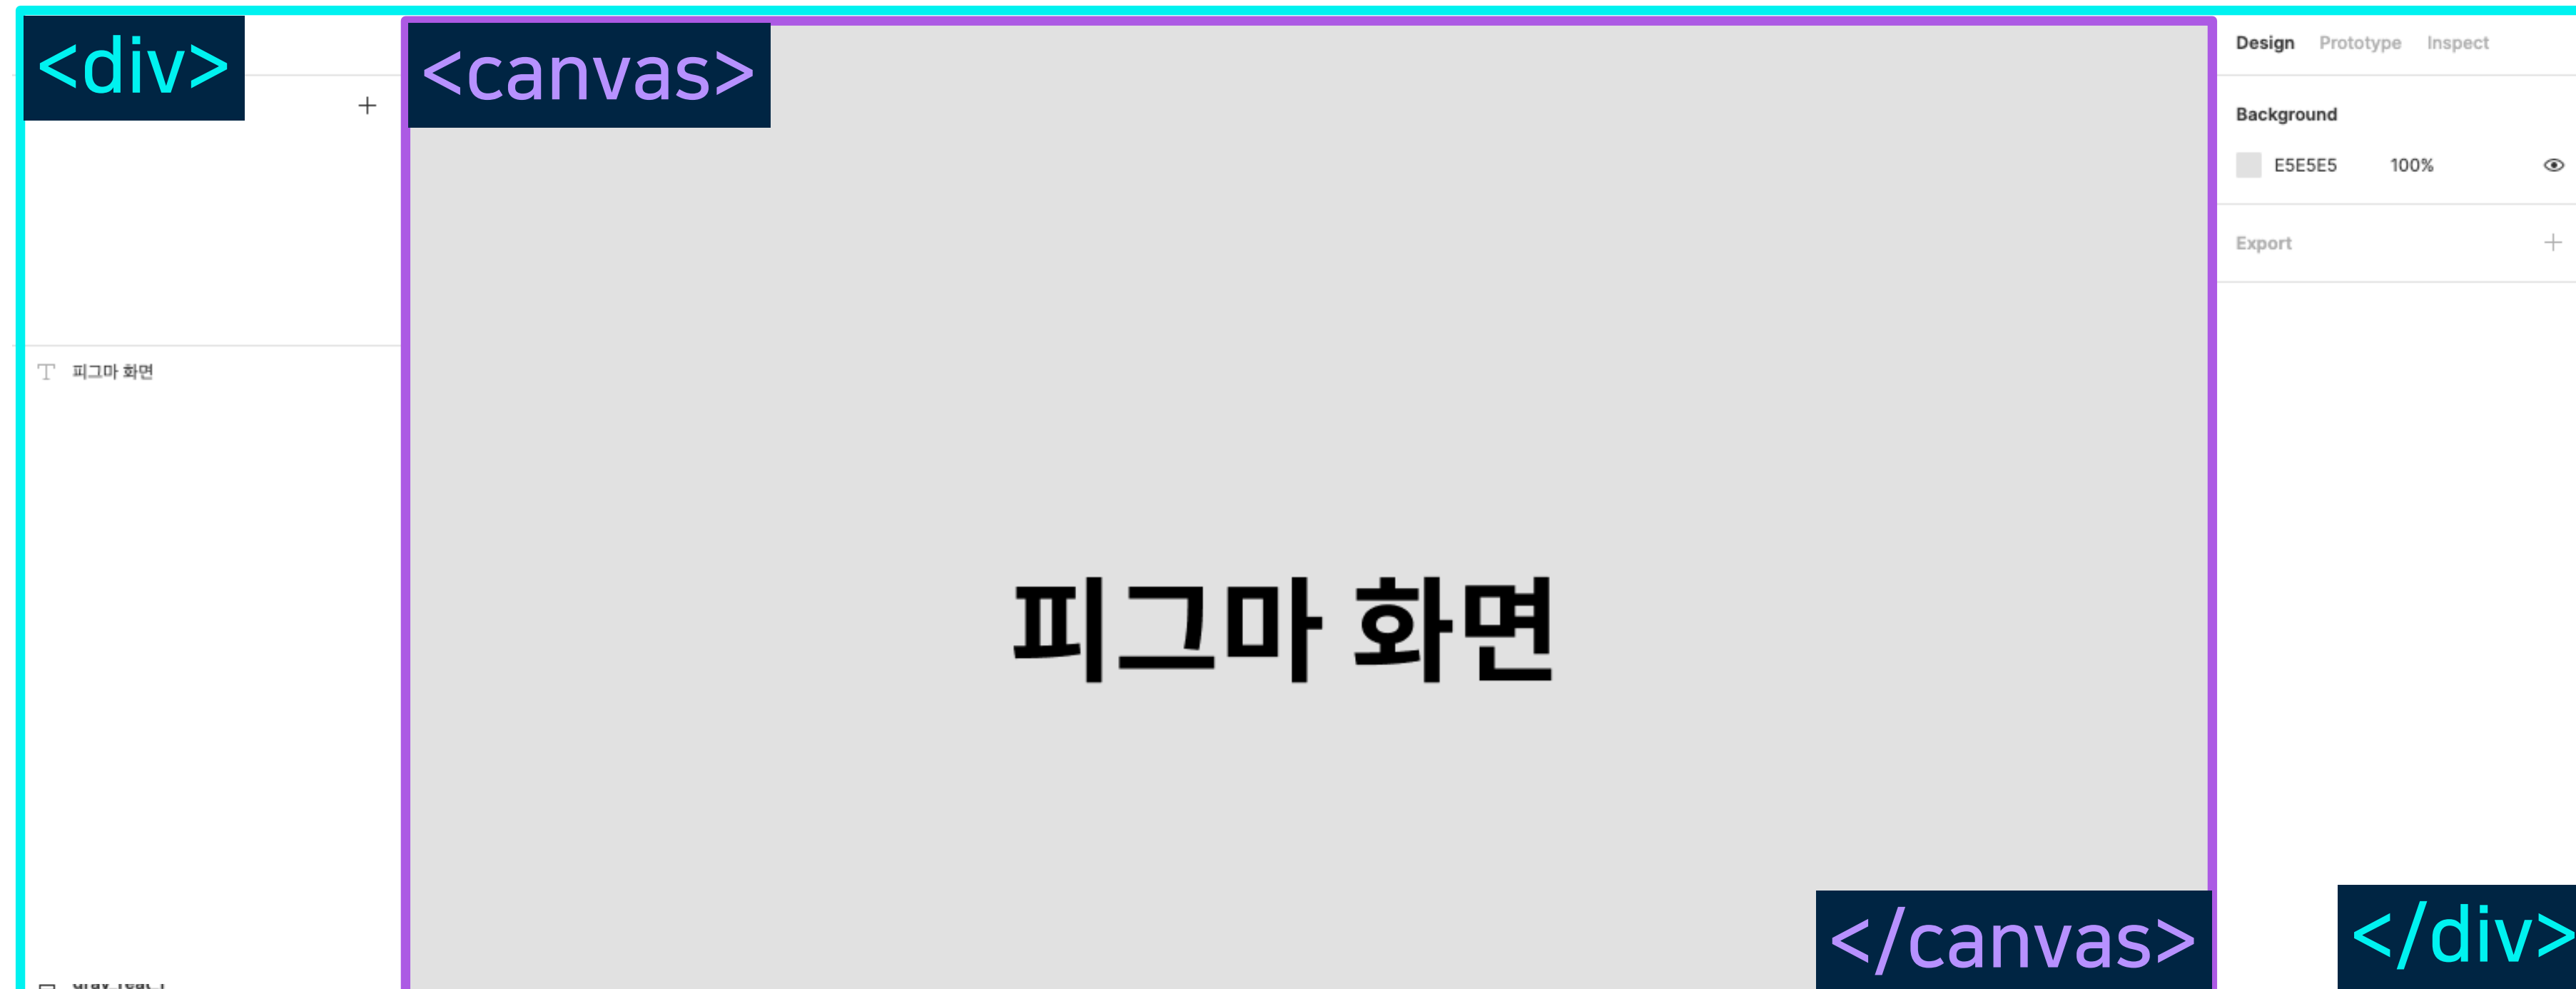 <div>
<canvas>
피그마 화면
피그마 화면
Design Prototype Inspect
Background
E5E5E5 100%
Export
</canvas>
</div>